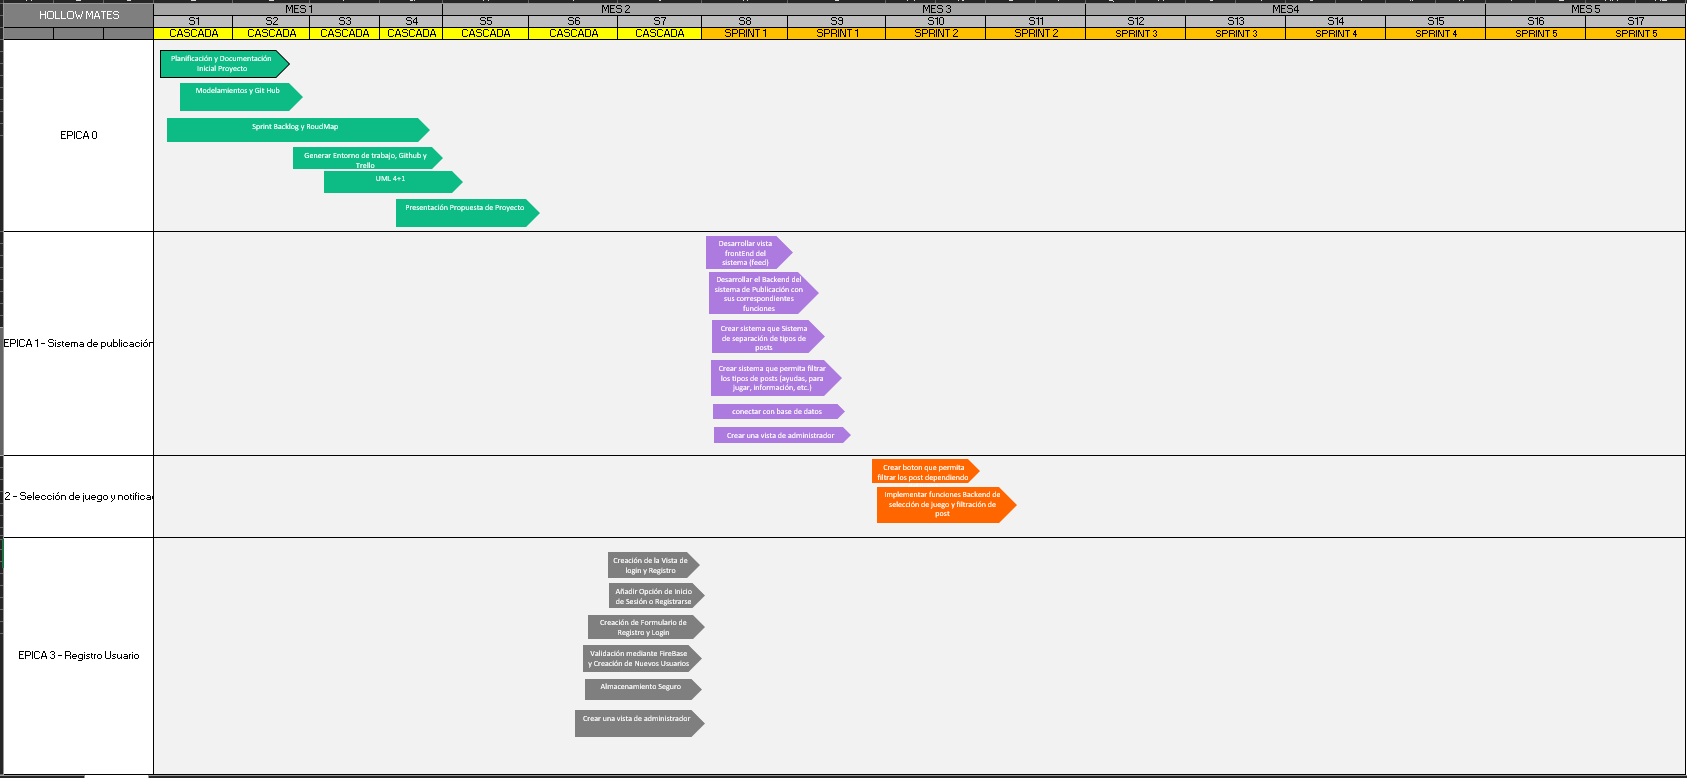 HOLLOW MATES
MES 1
MES 2
MES 3
MES4
MES 5
S1
S2
S3
S4
S5
S6
S7
S8
S9
S10
S11
S12
S13
S14
S15
S16
S17
CASCADA
CASCADA
CASCADA
CASCADA
CASCADA
CASCADA
CASCADA
SPRINT 1
SPRINT 1
SPRINT 2
SPRINT 2
SPRINT 3
SPRINT 3
SPRINT 4
SPRINT 4
SPRINT 5
SPRINT 5
EPICA 0
Planificación y Documentación
Inicial Proyecto
Modelamientos y Git Hub
Sprint Backlog y RoudMap
Generar Entorno de trabajo, Github y
Trello
UML 4+1
Presentación Propuesta de Proyecto
EPICA 1 - Sistema de publicación
Desarrollar vista
frontEnd del
sistema (feed)
Desarrollar el Backend del
sistema de Publicación con
sus correspondientes
funciones
Crear sistema que Sistema
de separación de tipos de
posts
Crear sistema que permita filtrar
los tipos de posts (ayudas, para
jugar, información, etc.)
conectar con base de datos
Crear una vista de administrador
2 - Selección de juego y notifica
Crear boton que permita
filtrar los post dependiendo
Implementar funciones Backend de
selección de juego y filtración de
post
EPICA 3 - Registro Usuario
Creación de la Vista de
login y Registro
Añadir Opción de Inicio
de Sesión o Registrarse
Creación de Formulario de
Registro y Login
Validación mediante FireBase
y Creación de Nuevos Usuarios
Almacenamiento Seguro
Crear una vista de administrador